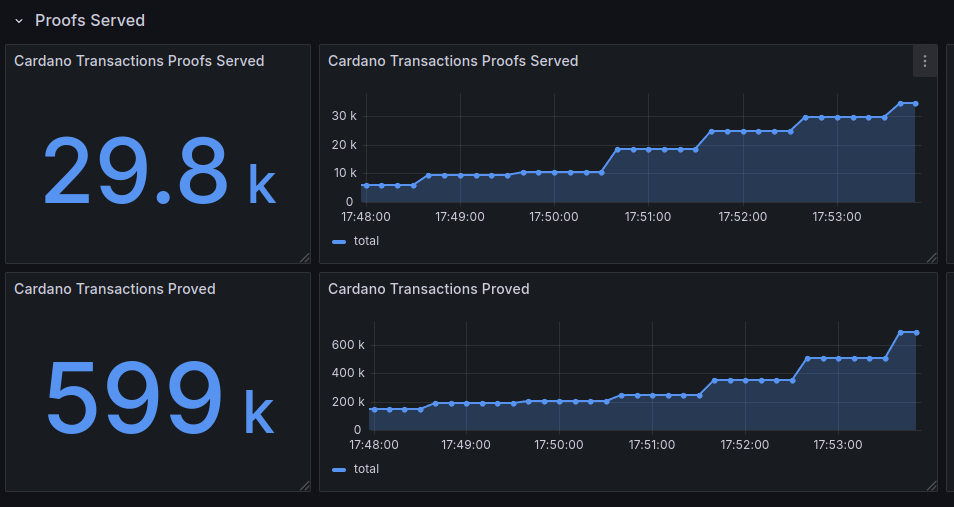 Proofs Served
Cardano Transactions Proofs Served
29.8 k
Cardano Transactions Proofs Served
30 k
20 k
10 k
0
17:48:00 17:49:00 17:50:00 17:51:00 17:52:00 17:53:00
total
Cardano Transactions Proved
599 k
Cardano Transactions Proved
600 k
400 k
200 k
0
17:48:00 17:49:00 17:50:00 17:51:00 17:52:00 17:53:00
total